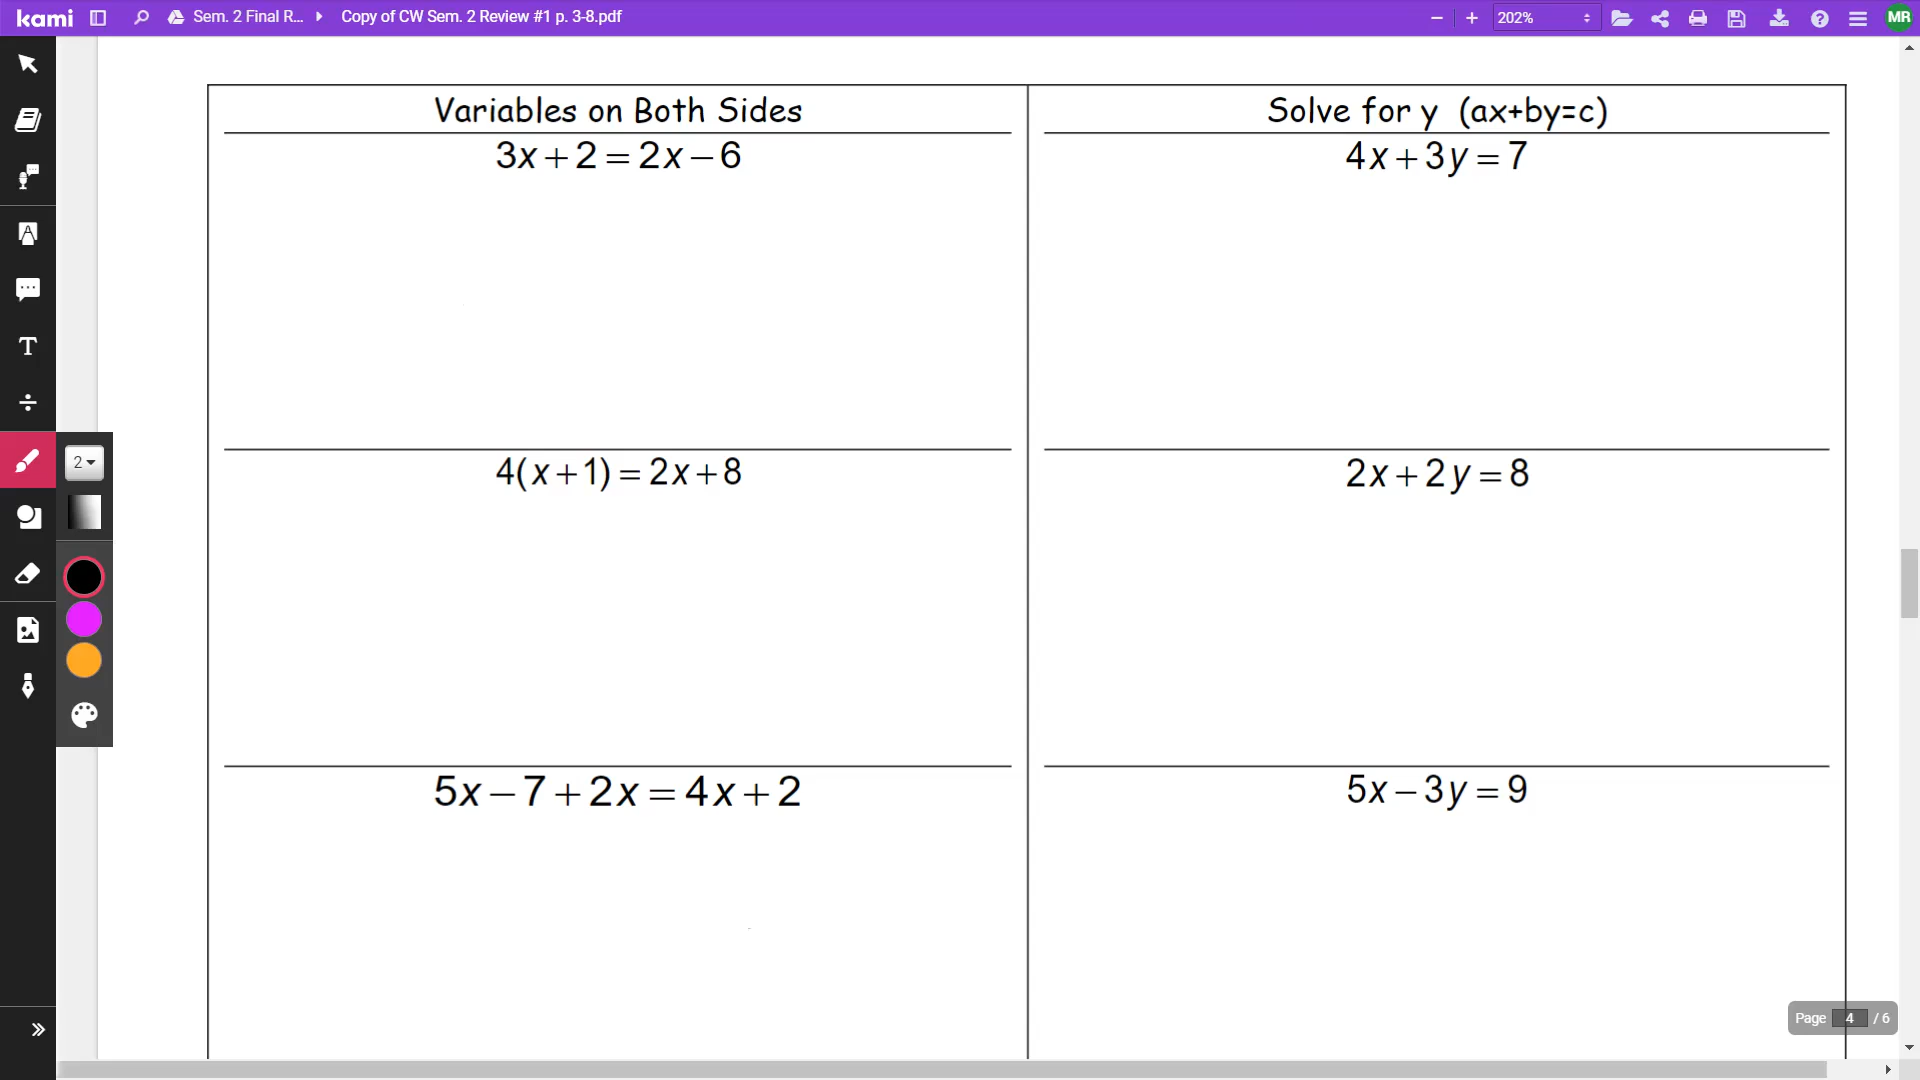 kami Sem. 2 Final R... Copy of CW Sem. 2 Review #1 p. 3-8.pdf 202% MR
Variables on Both Sides
3x + 2 = 2x − 6
4(x + 1) = 2x + 8
5x − 7 + 2x = 4x + 2
Solve for y (ax+by=c)
4x + 3y = 7
2x + 2y = 8
5x − 3y = 9
2
Page 4 / 6